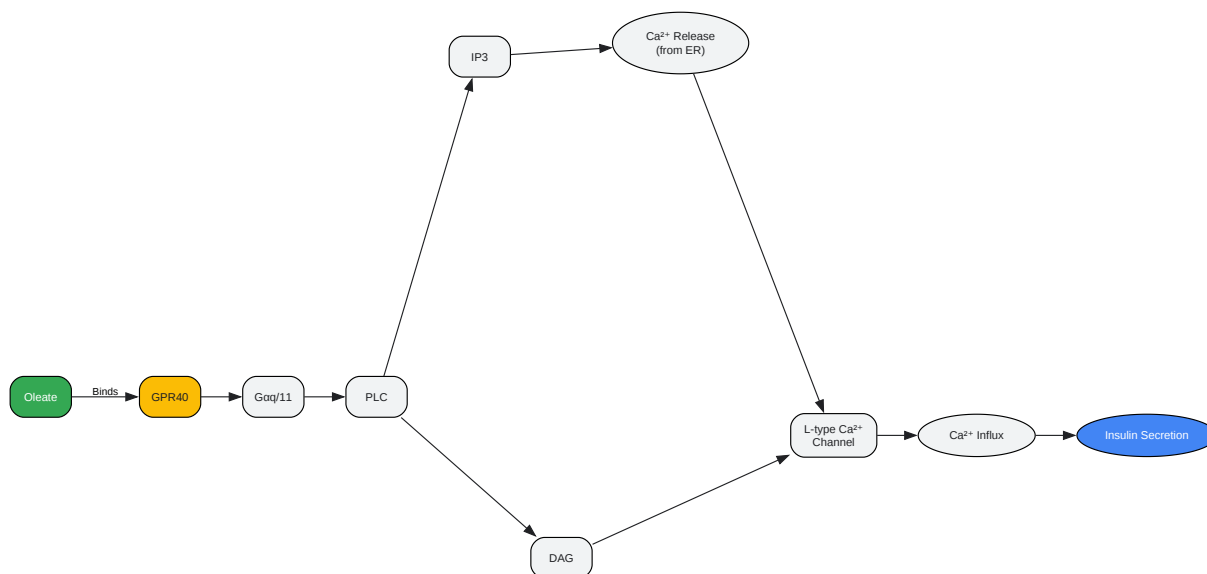 IP3
Ca²⁺ Release
(from ER)
Oleate
Binds
GPR40
Gαq/11
PLC
L-type Ca²⁺
Channel
Ca²⁺ Influx
Insulin Secretion
DAG